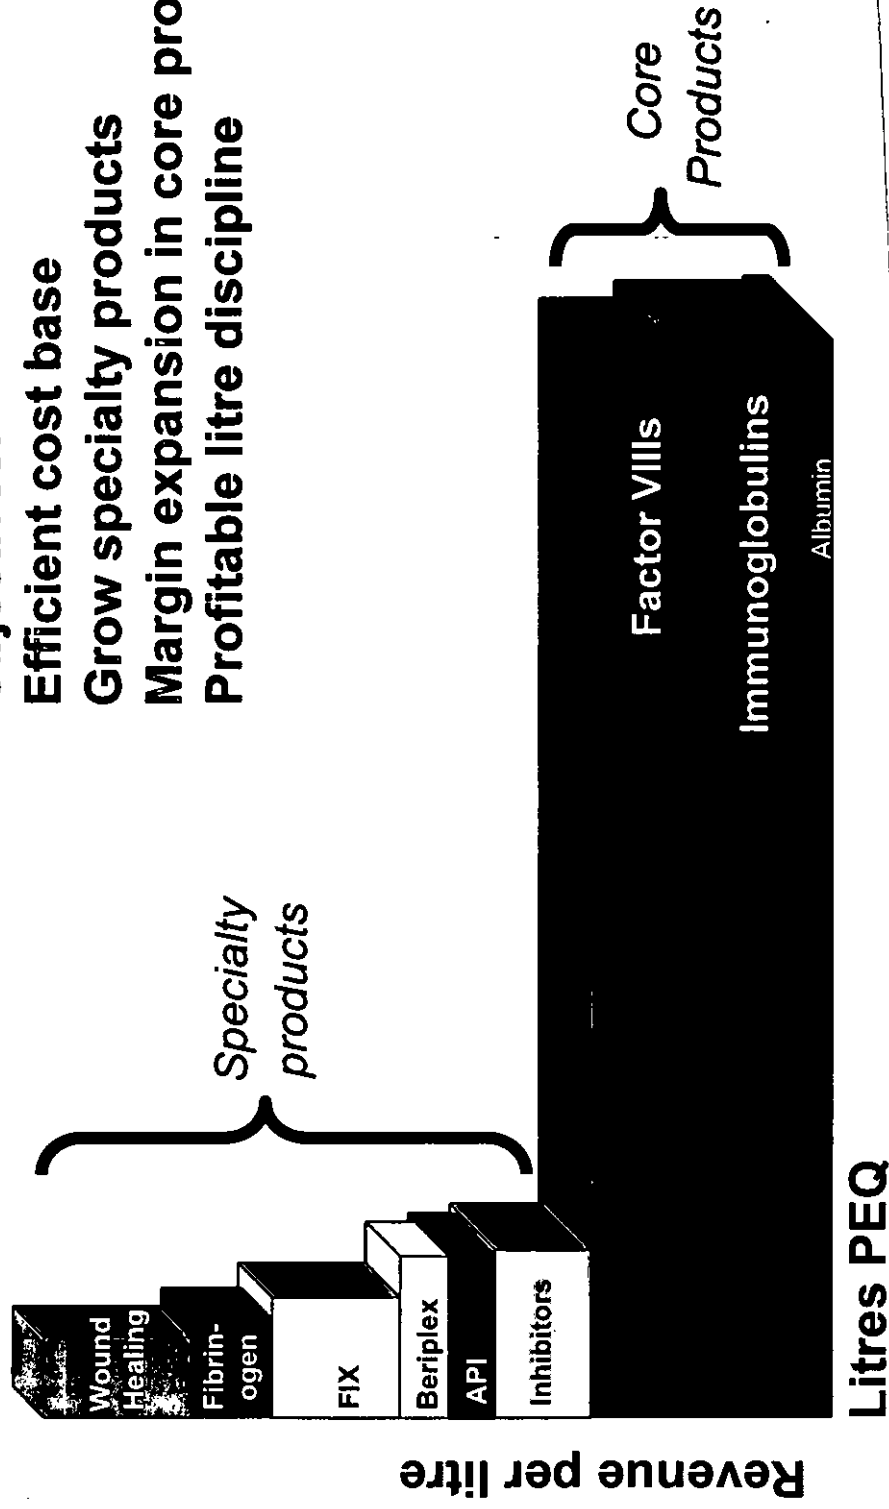 Efficient cost base
Grow specialty products
Margin expansion in core pro
Profitable litre discipline
Specialty
products
Core
Products
Wound
Healing
Fibrin-
ogen
FIX
Beriplex
API
Inhibitors
Factor VIIIs
Immunoglobulins
Albumin
Revenue per litre
Litres PEQ